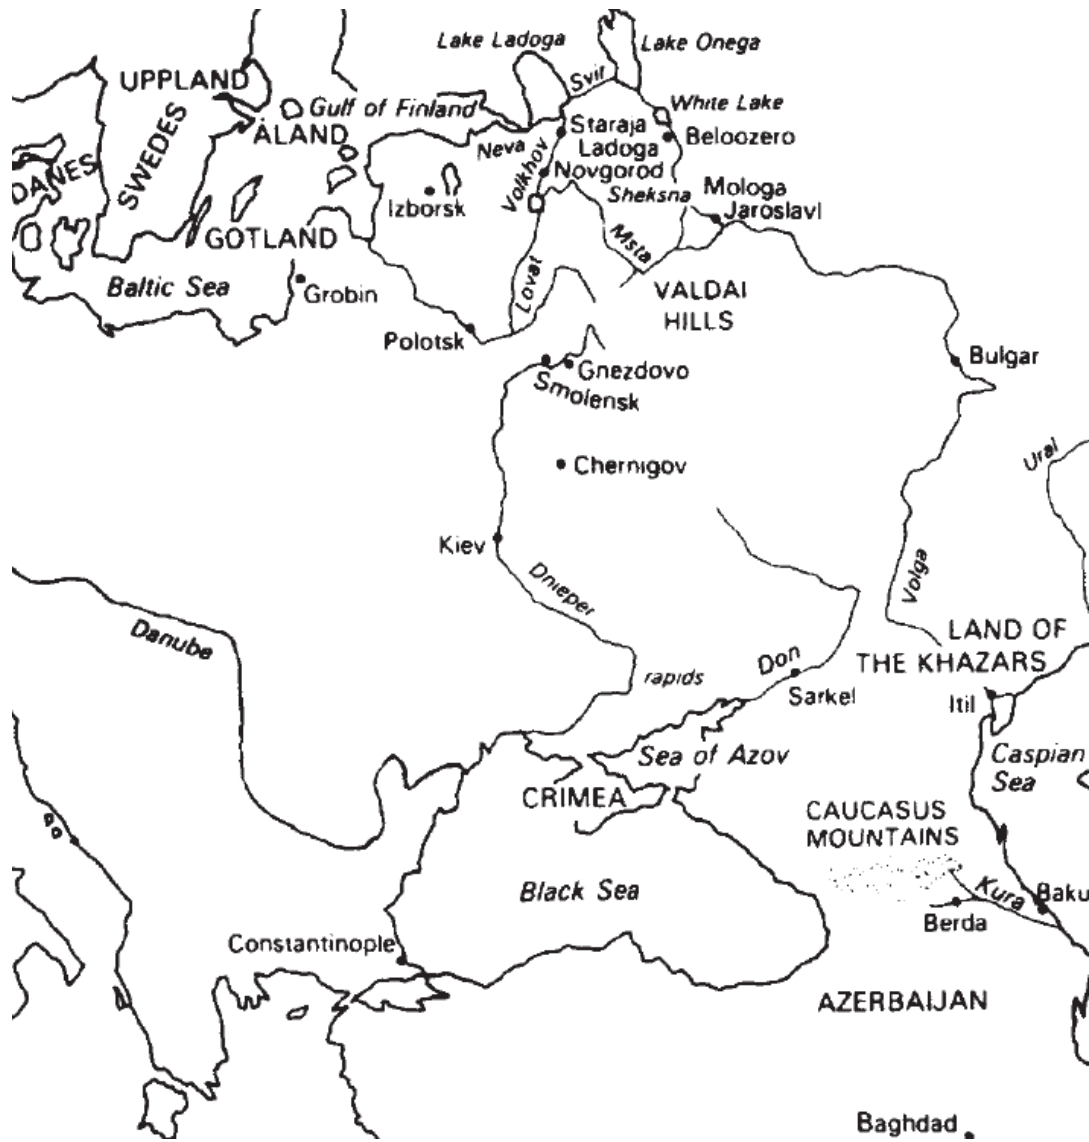 Lake Ladoga
Lake Onega
UPPLAND
Svir
White Lake
Gulf of Finland
SWEDES
ÅLAND
Neva
Staraja
Ladoga
Beloozero
DANES
Volkhov
Novgorod
Izborsk
Sheksna
Mologa
Jaroslavl
GOTLAND
Msta
Baltic Sea
Grobin
Lovat
VALDAI
HILLS
Polotsk
Bulgar
Gnezdovo
Smolensk
Chernigov
Ural
Kiev
Dnieper
Volga
Danube
LAND OF
THE KHAZARS
Don
rapids
Sarkel
Itil
Sea of Azov
Caspian
Sea
CRIMEA
CAUCASUS
MOUNTAINS
Black Sea
Kura
Baku
Berda
Constantinople
AZERBAIJAN
Baghdad